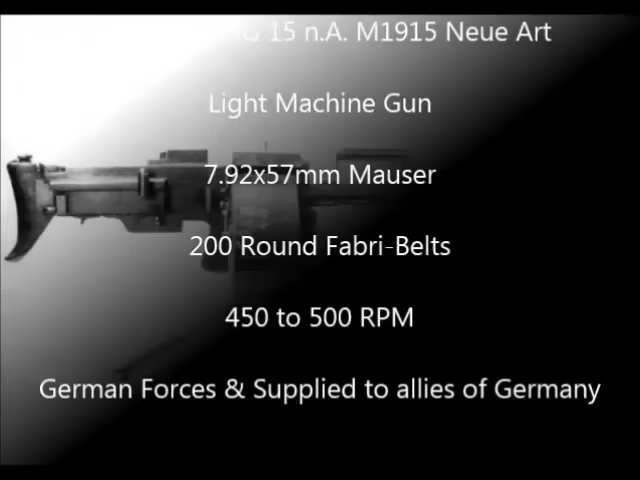 15 n.A. M1915 Neue Art
Light Machine Gun
7.92x57mm Mauser
200 Round Fabri-Belts
450 to 500 RPM
German Forces & Supplied to allies of Germany